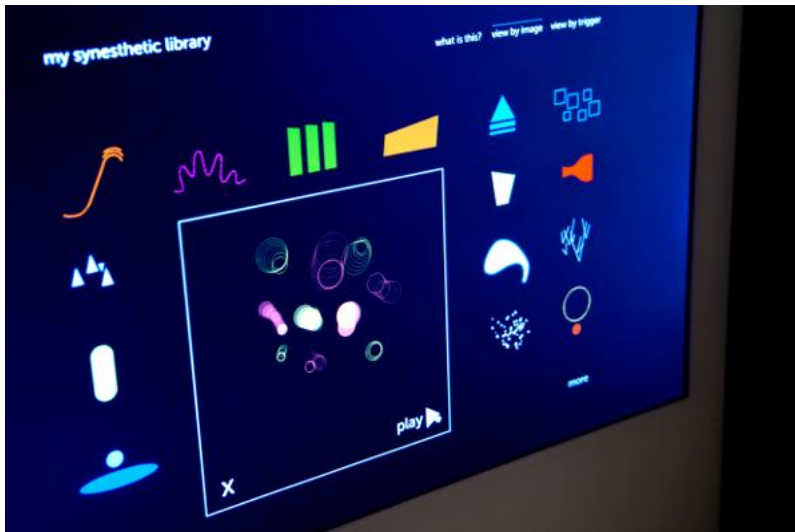 my synesthetic library
what is this? view by image view by trigger
play
X
more